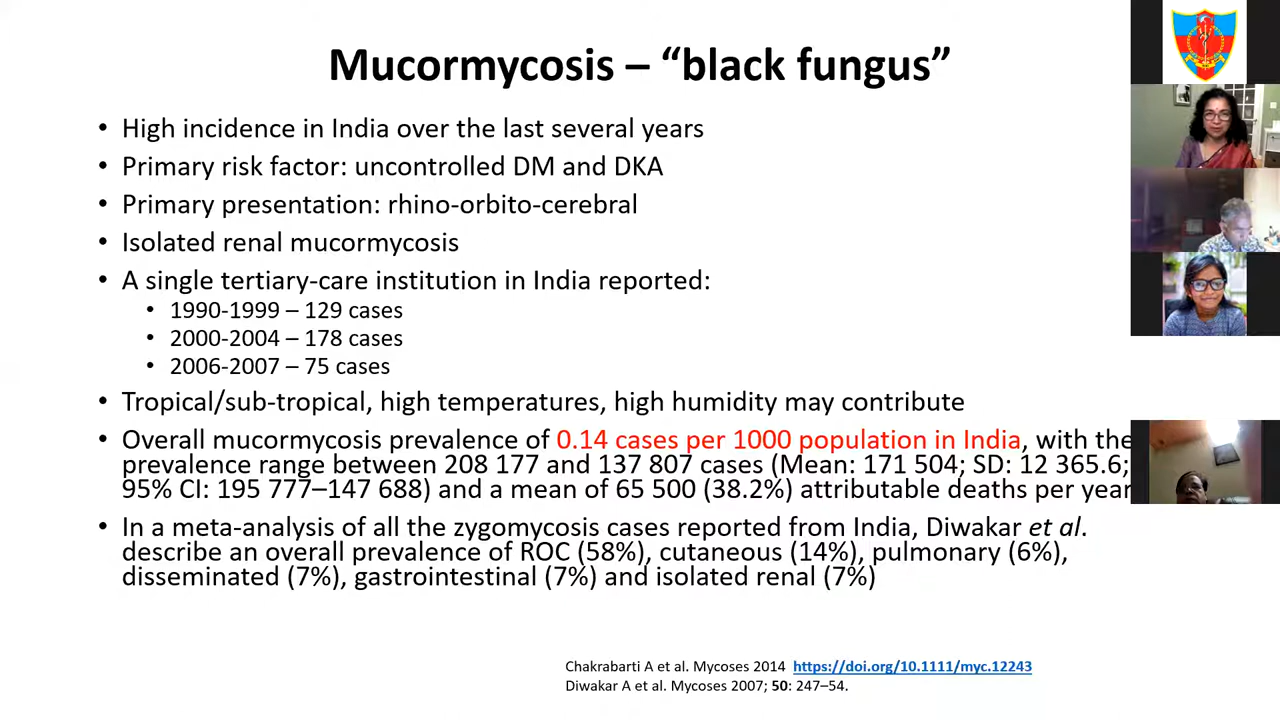 Mucormycosis – “black fungus”
• High incidence in India over the last several years
• Primary risk factor: uncontrolled DM and DKA
• Primary presentation: rhino-orbito-cerebral
• Isolated renal mucormycosis
• A single tertiary-care institution in India reported:
• 1990-1999 – 129 cases
• 2000-2004 – 178 cases
• 2006-2007 – 75 cases
• Tropical/sub-tropical, high temperatures, high humidity may contribute
• Overall mucormycosis prevalence of 0.14 cases per 1000 population in India, with the
prevalence range between 208 177 and 137 807 cases (Mean: 171 504; SD: 12 365.6;
95% CI: 195 777–147 688) and a mean of 65 500 (38.2%) attributable deaths per year
• In a meta-analysis of all the zygomycosis cases reported from India, Diwakar et al.
describe an overall prevalence of ROC (58%), cutaneous (14%), pulmonary (6%),
disseminated (7%), gastrointestinal (7%) and isolated renal (7%)
Chakrabarti A et al. Mycoses 2014 https://doi.org/10.1111/myc.12243
Diwakar A et al. Mycoses 2007; 50: 247–54.